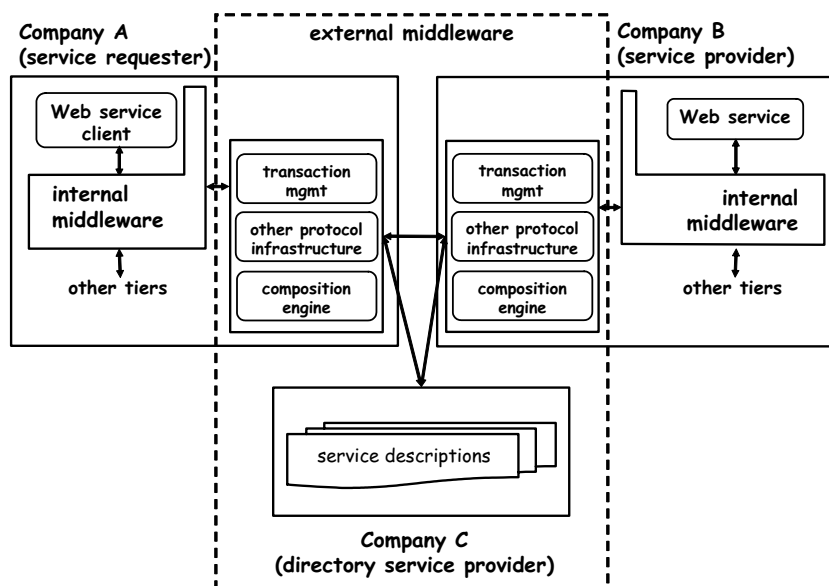 Company A
(service requester)
external middleware
Company B
(service provider)
Web service
client
internal
middleware
other tiers
transaction
mgmt
other protocol
infrastructure
composition
engine
transaction
mgmt
other protocol
infrastructure
composition
engine
Web service
internal
middleware
other tiers
service descriptions
Company C
(directory service provider)